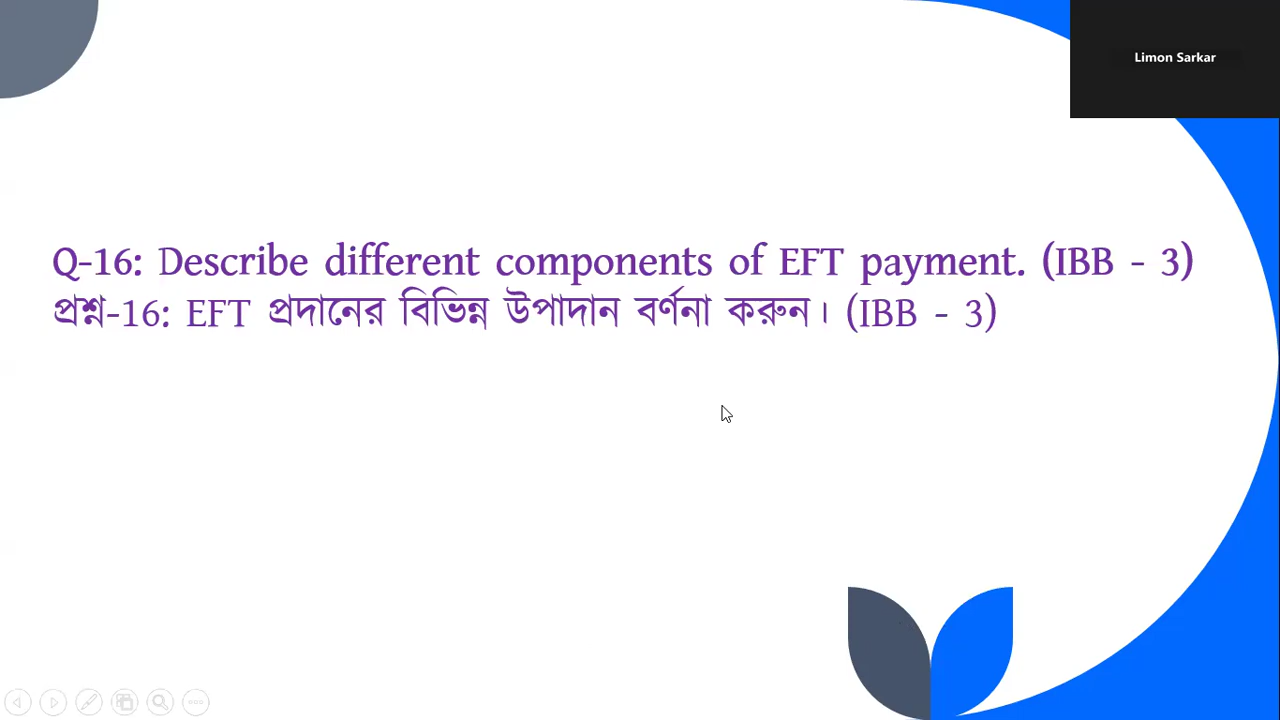 Limon Sarkar
Q-16: Describe different components of EFT payment. (IBB - 3)
প্রশ্ন-16: EFT প্রদানের বিভিন্ন উপাদান বর্ণনা করুন। (IBB - 3)